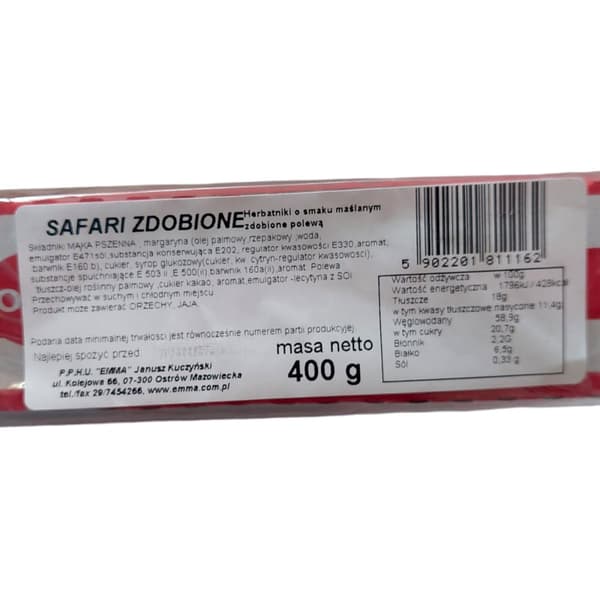 SAFARI ZDOBIONE Herbatniki o smaku maślanym
zdobione polewą
Składniki MĄKA PSZENNA , margaryna (olej palmowy ,rzepakowy ,woda,
emulgator E471sól,substancja konserwująca E202, regulator kwasowości E330,aromat,
barwnik E160 b), cukier, syrop glukozowy(cukier, kw. cytryn-regulator kwasowości),
substancje spulchniające E 503 ii ,E 500(ii),barwnik 160a(ii),aromat. Polewa
tłuszcz-olej roślinny palmowy ,cukier kakao, aromat,emulgator -lecytyna z SOI
Przechowywać w suchym i chłodnym miejscu
Produkt może zawierać ORZECHY, JAJA,
Podana data minimalnej trwałości jest równocześnie numerem partii produkcyjnej
Najlepiej spożyć przed
masa netto
400 g
P.P.H.U. "EMMA" Janusz Kuczyński
ul. Kolejowa 66, 07-300 Ostrów Mazowiecka
tel./fax 29/7454266, www.emma.com.pl
5 902201 811162
Wartość odżywcza w 100g
Wartość energetyczna 1796kJ / 428kcal
Tłuszcze 18g
w tym kwasy tłuszczowe nasycone 11,4g
Węglowodany 58,9g
w tym cukry 20,7g
Błonnik 2,2G
Białko 6,5g
Sól 0,33 g